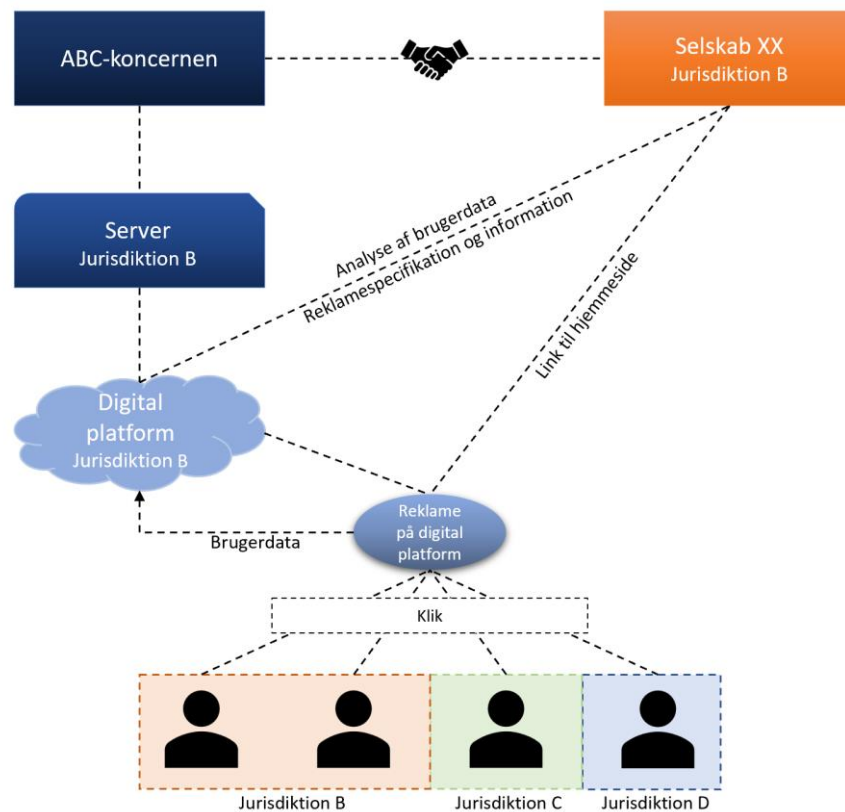 ABC-koncernen
Selskab XX
Jurisdiktion B
Server
Jurisdiktion B
Analyse af brugerdata
Reklamespecifikation og information
Link til hjemmeside
Digital
platform
Jurisdiktion B
Reklame
på digital
platform
Brugerdata
Klik
Jurisdiktion B
Jurisdiktion C
Jurisdiktion D